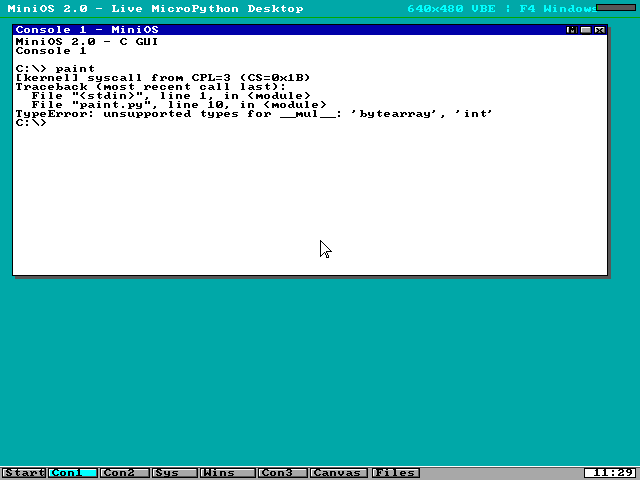 MiniOS 2.0 - Live MicroPython Desktop
640x480 VBE | F4 Windows
Console 1 - MiniOS
M
MiniOS 2.0 - C GUI
Console 1
C:\> paint
[kernel] syscall from CPL=3 (CS=0x1B)
Traceback (most recent call last):
  File "<stdin>", line 1, in <module>
  File "paint.py", line 10, in <module>
TypeError: unsupported types for __mul__: 'bytearray', 'int'
C:\>
Start Con1 Con2 Sys Wins Con3 Canvas Files 11:29